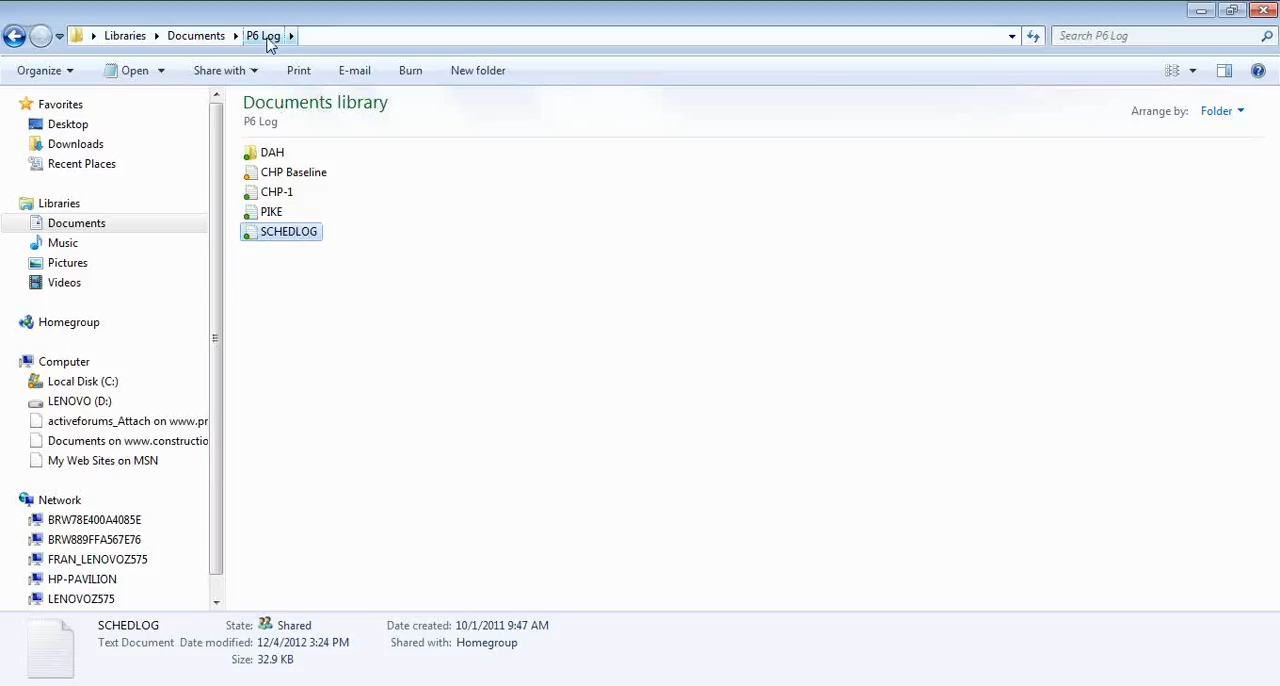 Libraries Documents P6 Log Search P6 Log
Organize Open Share with Print E-mail Burn New folder
Favorites
Desktop
Downloads
Recent Places
Libraries
Documents
Music
Pictures
Videos
Homegroup
Computer
Local Disk (C:)
LENOVO (D:)
activeforums_Attach on www.pr
Documents on www.constructio
My Web Sites on MSN
Network
BRW78E400A4085E
BRW889FFA567E76
FRAN_LENOVOZ575
HP-PAVILION
LENOVOZ575
Documents library
P6 Log
Arrange by: Folder
DAH
CHP Baseline
CHP-1
PIKE
SCHEDLOG
SCHEDLOG State: Shared Date created: 10/1/2011 9:47 AM
Text Document Date modified: 12/4/2012 3:24 PM Shared with: Homegroup
Size: 32.9 KB